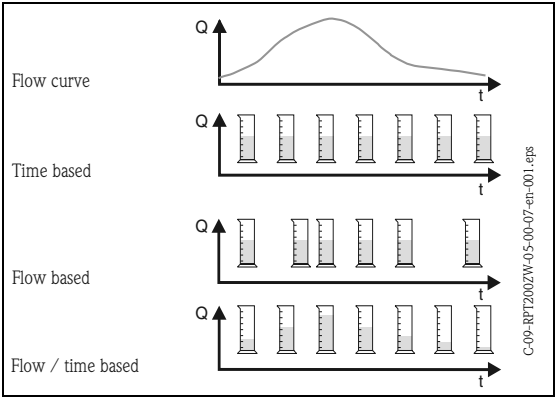 Q
Flow curve
t
Q
Time based
t
Q
Flow based
t
Q
Flow / time based
t
C-09-RPT200ZW-05-00-07-en-001.eps